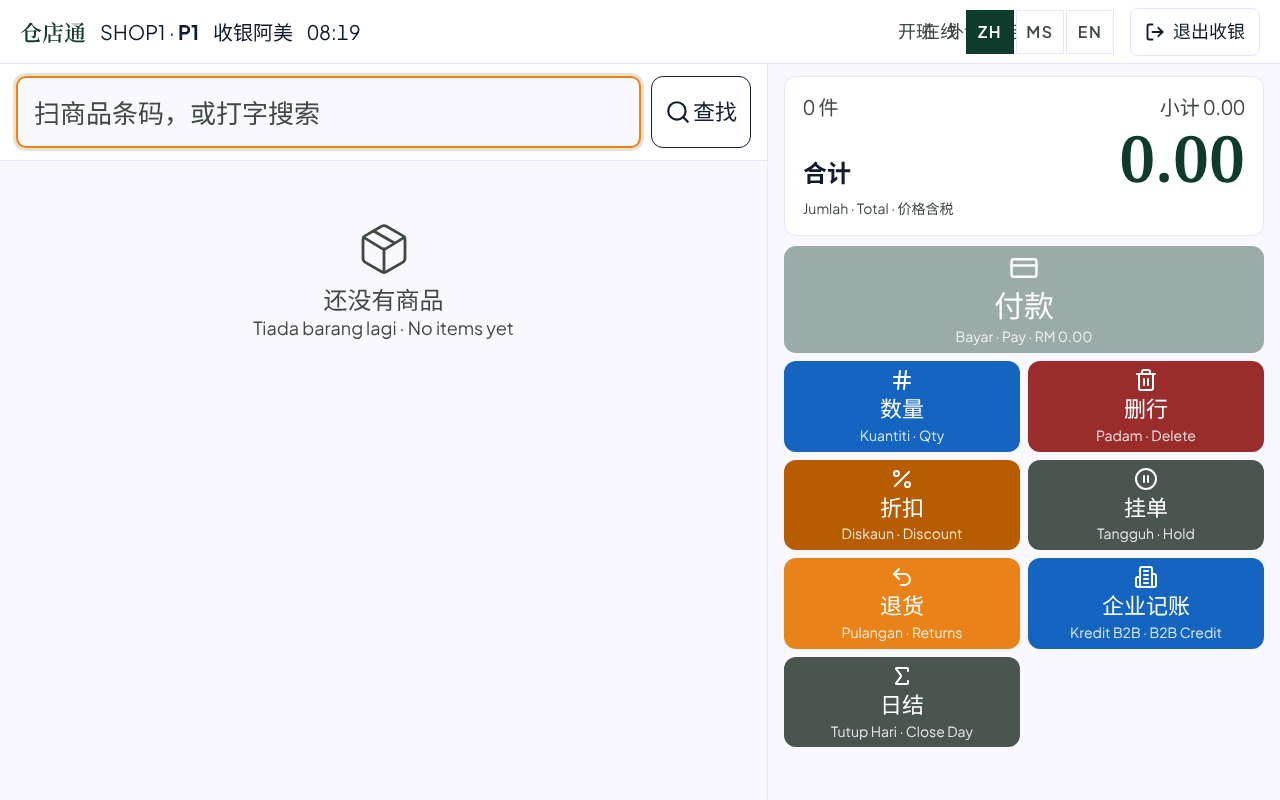 仓店通 SHOP1 · P1 收银阿美 08:19
开班 在线 ZH MS EN 退出收银
扫商品条码，或打字搜索 查找
还没有商品
Tiada barang lagi · No items yet
0 件 小计 0.00
合计 0.00
Jumlah · Total · 价格含税
付款
Bayar · Pay · RM 0.00
数量
Kuantiti · Qty
删行
Padam · Delete
折扣
Diskaun · Discount
挂单
Tangguh · Hold
退货
Pulangan · Returns
企业记账
Kredit B2B · B2B Credit
日结
Tutup Hari · Close Day